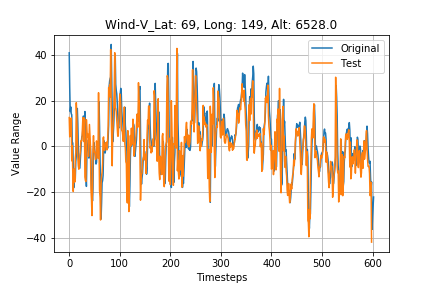 Wind-V_Lat: 69, Long: 149, Alt: 6528.0
Original
Test
Value Range
40
20
0
−20
−40
0 100 200 300 400 500 600
Timesteps